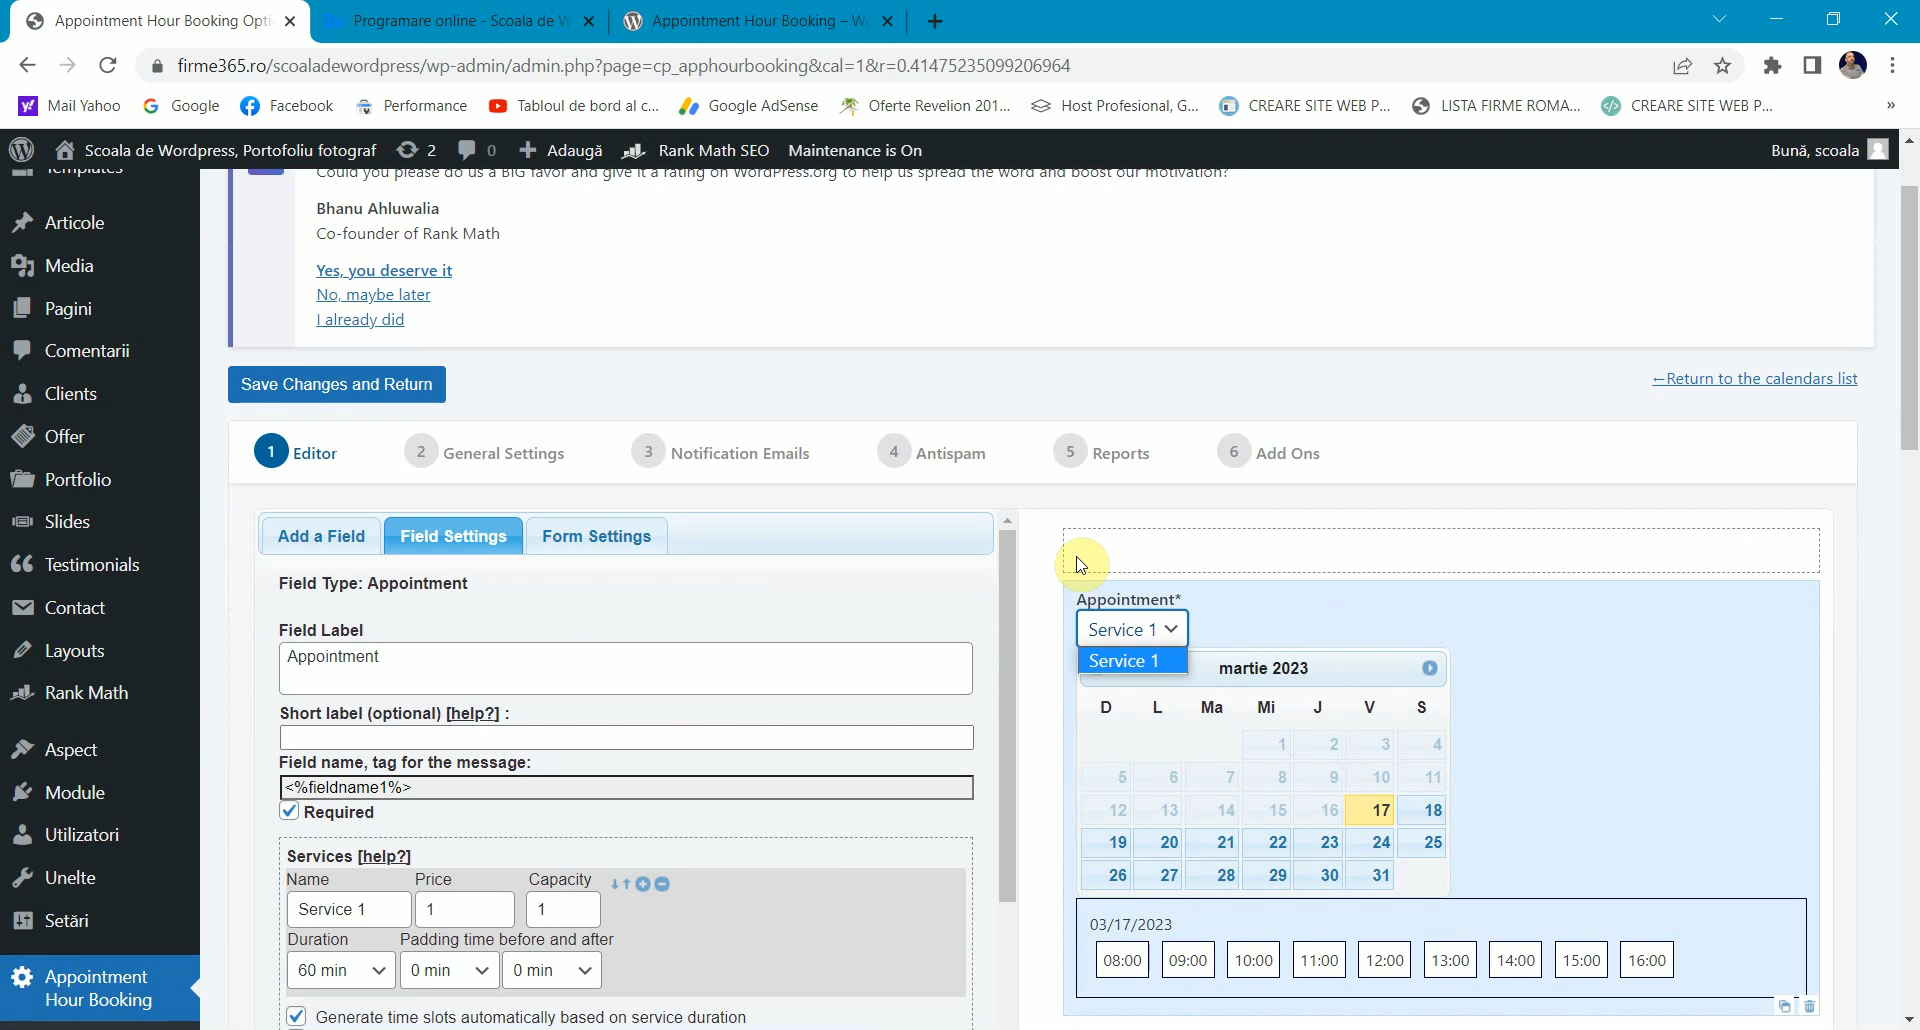 Appointment Hour Booking Opti
Programare online - Scoala de W
Appointment Hour Booking – Wo
firme365.ro/scoaladewordpress/wp-admin/admin.php?page=cp_apphourbooking&cal=1&r=0.41475235099206964
Mail Yahoo
Google
Facebook
Performance
Tabloul de bord al c...
Google AdSense
Oferte Revelion 201...
Host Profesional, G...
CREARE SITE WEB P...
LISTA FIRME ROMA...
CREARE SITE WEB P...
»
Scoala de Wordpress, Portofoliu fotograf
2
0
Adaugă
Rank Math SEO
Maintenance is On
Bună, scoala
Templates
Articole
Media
Pagini
Comentarii
Clients
Offer
Portfolio
Slides
Testimonials
Contact
Layouts
Rank Math
Aspect
Module
Utilizatori
Unelte
Setări
Appointment
Hour Booking
Could you please do us a BIG favor and give it a rating on WordPress.org to help us spread the word and boost our motivation?
Bhanu Ahluwalia
Co-founder of Rank Math
Yes, you deserve it
No, maybe later
I already did
Save Changes and Return
←Return to the calendars list
1 Editor
2 General Settings
3 Notification Emails
4 Antispam
5 Reports
6 Add Ons
Add a Field
Field Settings
Form Settings
Field Type: Appointment
Field Label
Appointment
Short label (optional) [help?] :
Field name, tag for the message:
<%fieldname1%>
Required
Services [help?]
Name Price Capacity
Service 1 1 1
Duration Padding time before and after
60 min 0 min 0 min
Generate time slots automatically based on service duration
Appointment*
Service 1
Service 1
martie 2023
D L Ma Mi J V S
1 2 3 4
5 6 7 8 9 10 11
12 13 14 15 16 17 18
19 20 21 22 23 24 25
26 27 28 29 30 31
03/17/2023
08:00 09:00 10:00 11:00 12:00 13:00 14:00 15:00 16:00